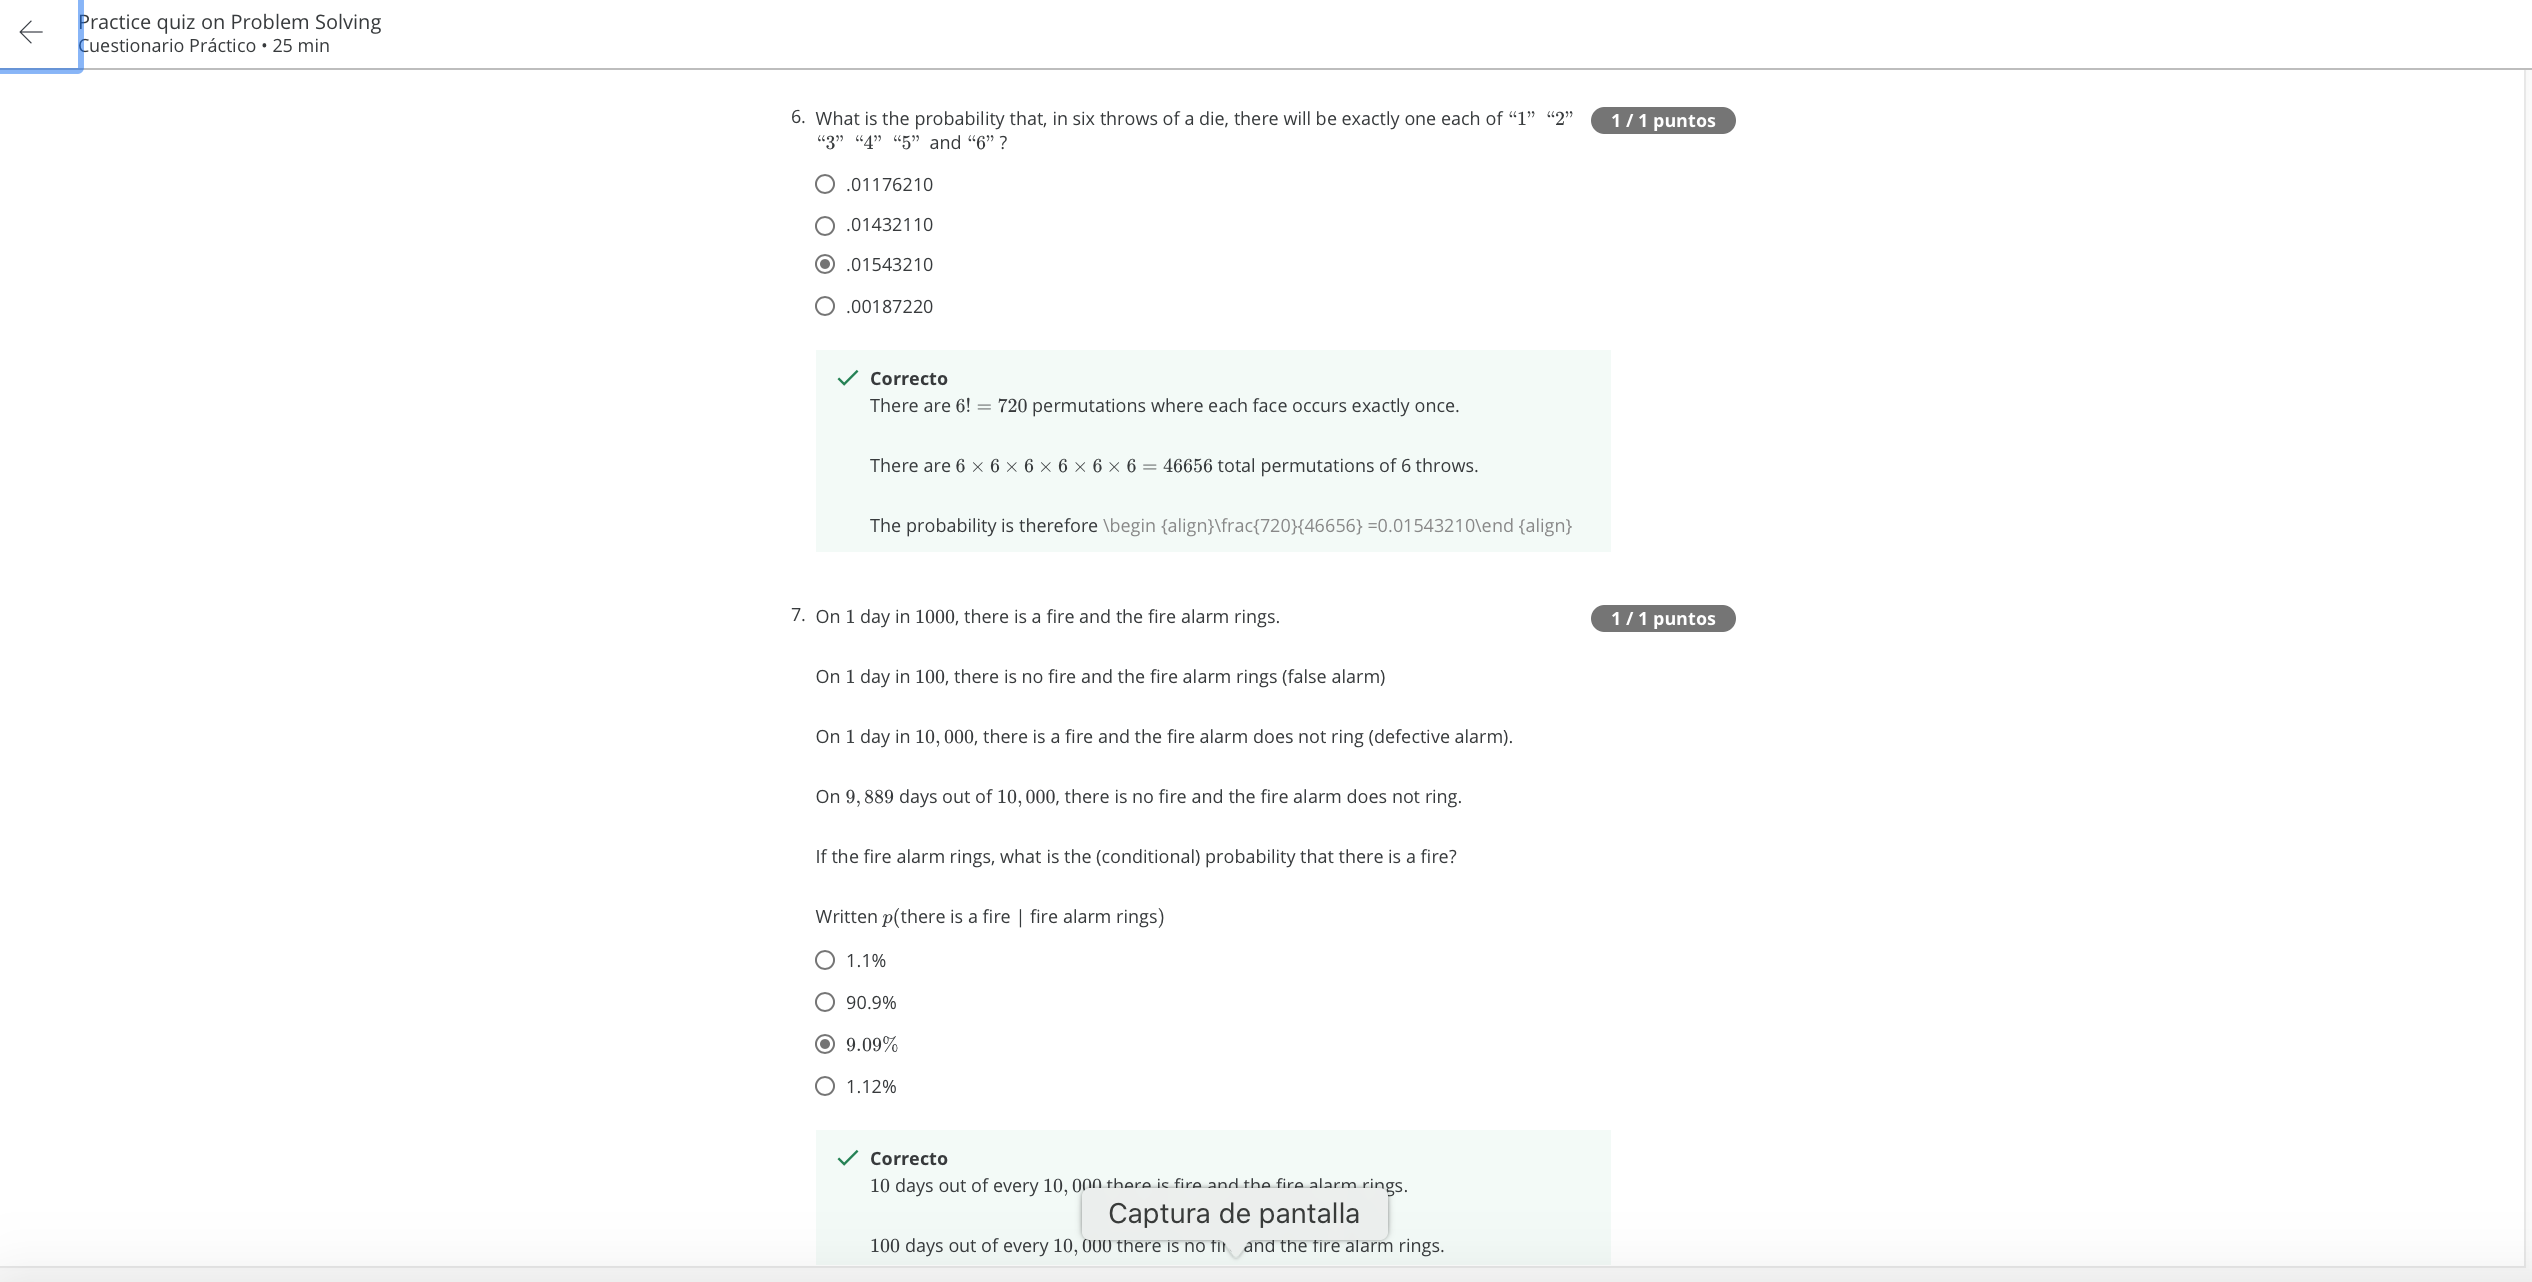 Practice quiz on Problem Solving
Cuestionario Práctico • 25 min
6. What is the probability that, in six throws of a die, there will be exactly one each of “1” “2”
“3” “4” “5” and “6” ?
1 / 1 puntos
.01176210
.01432110
.01543210
.00187220
Correcto
There are 6! = 720 permutations where each face occurs exactly once.
There are 6 × 6 × 6 × 6 × 6 × 6 = 46656 total permutations of 6 throws.
The probability is therefore \begin {align}\frac{720}{46656} =0.01543210\end {align}
7. On 1 day in 1000, there is a fire and the fire alarm rings.
1 / 1 puntos
On 1 day in 100, there is no fire and the fire alarm rings (false alarm)
On 1 day in 10, 000, there is a fire and the fire alarm does not ring (defective alarm).
On 9, 889 days out of 10, 000, there is no fire and the fire alarm does not ring.
If the fire alarm rings, what is the (conditional) probability that there is a fire?
Written p(there is a fire | fire alarm rings)
1.1%
90.9%
9.09%
1.12%
Correcto
10 days out of every 10, 000 there is fire and the fire alarm rings.
Captura de pantalla
100 days out of every 10, 000 there is no and the fire alarm rings.